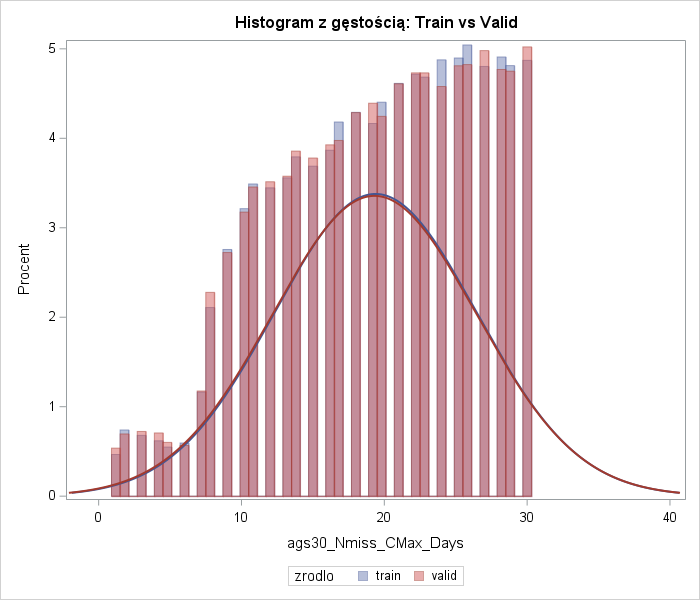 Histogram z gęstością: Train vs Valid
Procent
5
4
3
2
1
0
0 10 20 30 40
ags30_Nmiss_CMax_Days
zrodlo train valid